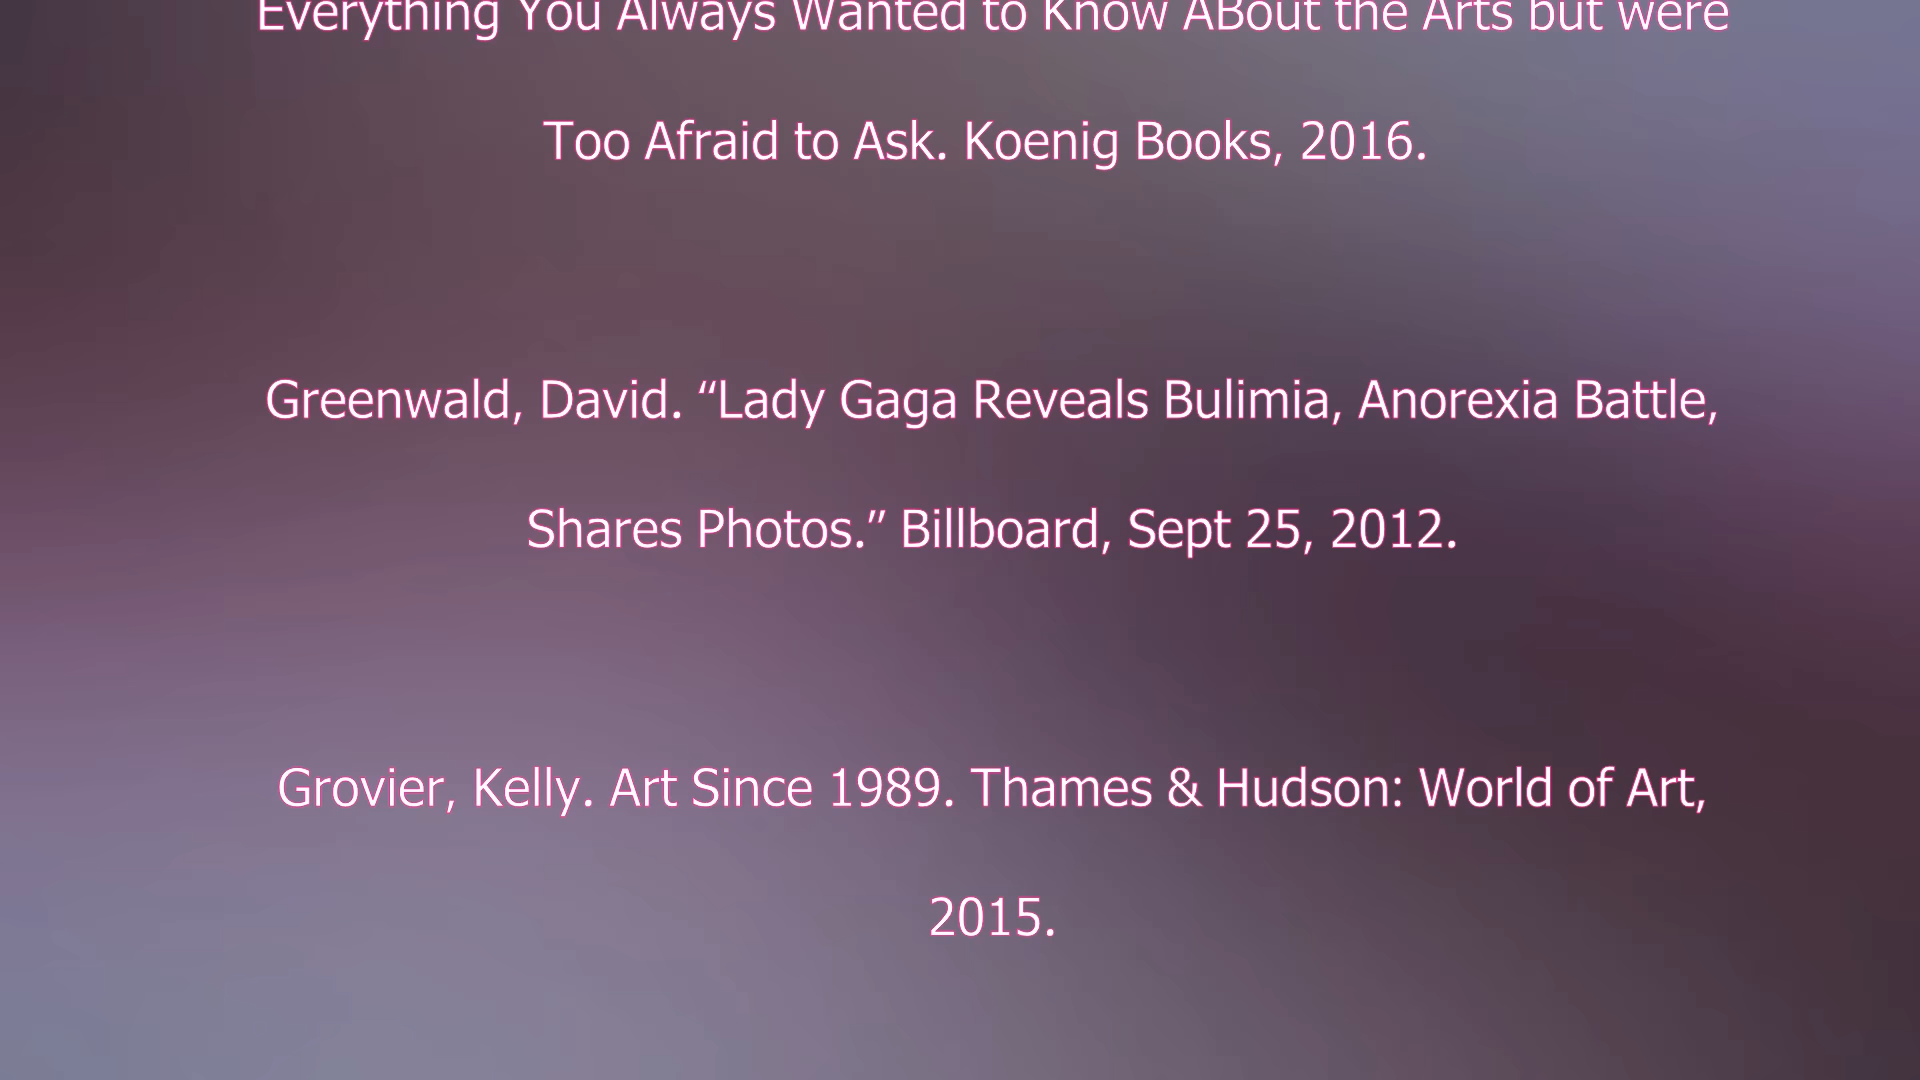 Everything You Always Wanted to Know ABout the Arts but were
Too Afraid to Ask. Koenig Books, 2016.
Greenwald, David. “Lady Gaga Reveals Bulimia, Anorexia Battle,
Shares Photos.” Billboard, Sept 25, 2012.
Grovier, Kelly. Art Since 1989. Thames & Hudson: World of Art,
2015.